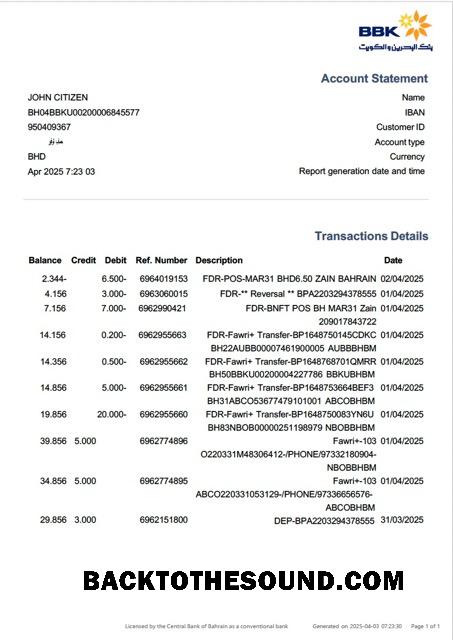 BBK
بنك البحرين والكويت
Account Statement
JOHN CITIZEN Name
BH04BBKU00200006845577 IBAN
950409367 Customer ID
Account type
BHD Currency
Apr 2025 7:23 03 Report generation date and time
Transactions Details
Balance Credit Debit Ref. Number Description Date
2.344- 6.500- 6964019153 FDR-POS-MAR31 BHD6.50 ZAIN BAHRAIN 02/04/2025
4.156 3.000- 6963060015 FDR-** Reversal ** BPA2203294378555 01/04/2025
7.156 7.000- 6962990421 FDR-BNFT POS BH MAR31 Zain 01/04/2025
209017843722
14.156 0.200- 6962955663 FDR-Fawri+ Transfer-BP1648750145CDKC 01/04/2025
BH22AUBB00007461900005 AUBBBHBM
14.356 0.500- 6962955662 FDR-Fawri+ Transfer-BP1648768701QMRR 01/04/2025
BH50BBKU00200004227786 BBKUBHBM
14.856 5.000- 6962955661 FDR-Fawri+ Transfer-BP1648753664BEF3 01/04/2025
BH31ABCO53677479101001 ABCOBHBM
19.856 20.000- 6962955660 FDR-Fawri+ Transfer-BP1648750083YN6U 01/04/2025
BH83NBOB00000251198979 NBOBBHBM
39.856 5.000 6962774896 Fawri+-103 01/04/2025
O220331M48306412-/PHONE/97332180904-
NBOBBHBM
34.856 5.000 6962774895 Fawri+-103 01/04/2025
ABCO220331053129-/PHONE/97336656576-
ABCOBHBM
29.856 3.000 6962151800 DEP-BPA2203294378555 31/03/2025
BACKTOTHESOUND.COM
Licensed by the Central Bank of Bahrain as a conventional bank Generated on 2025-04-03 07:23:30 Page 1 of 1